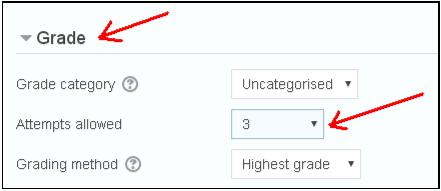 Grade
Grade category Uncategorised
Attempts allowed 3
Grading method Highest grade